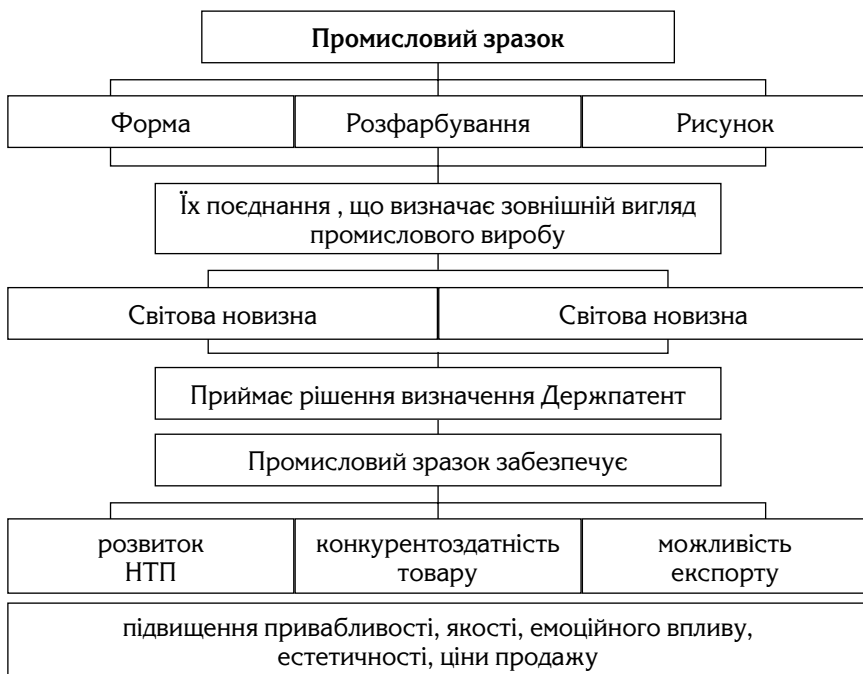 Промисловий зразок
Форма
Розфарбування
Рисунок
Їх поєднання , що визначає зовнішній вигляд
промислового виробу
Світова новизна
Світова новизна
Приймає рішення визначення Держпатент
Промисловий зразок забезпечує
розвиток
НТП
конкурентоздатність
товару
можливість
експорту
підвищення привабливості, якості, емоційного впливу,
естетичності, ціни продажу